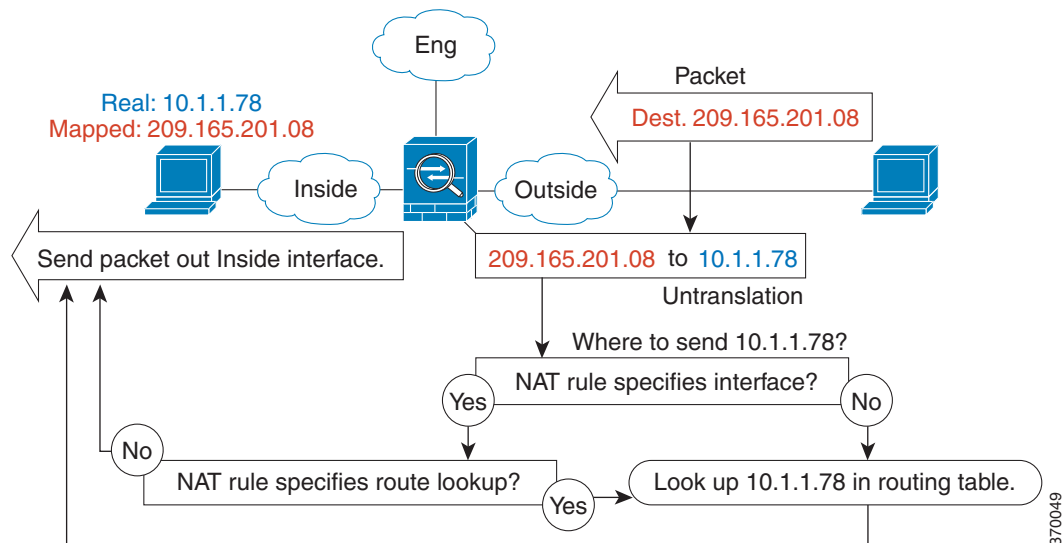 Eng
Packet
Real: 10.1.1.78
Mapped: 209.165.201.08
Dest. 209.165.201.08
Inside
Outside
Send packet out Inside interface.
209.165.201.08 to 10.1.1.78
Untranslation
Where to send 10.1.1.78?
NAT rule specifies interface?
Yes
No
No
NAT rule specifies route lookup?
Yes
Look up 10.1.1.78 in routing table.
370049